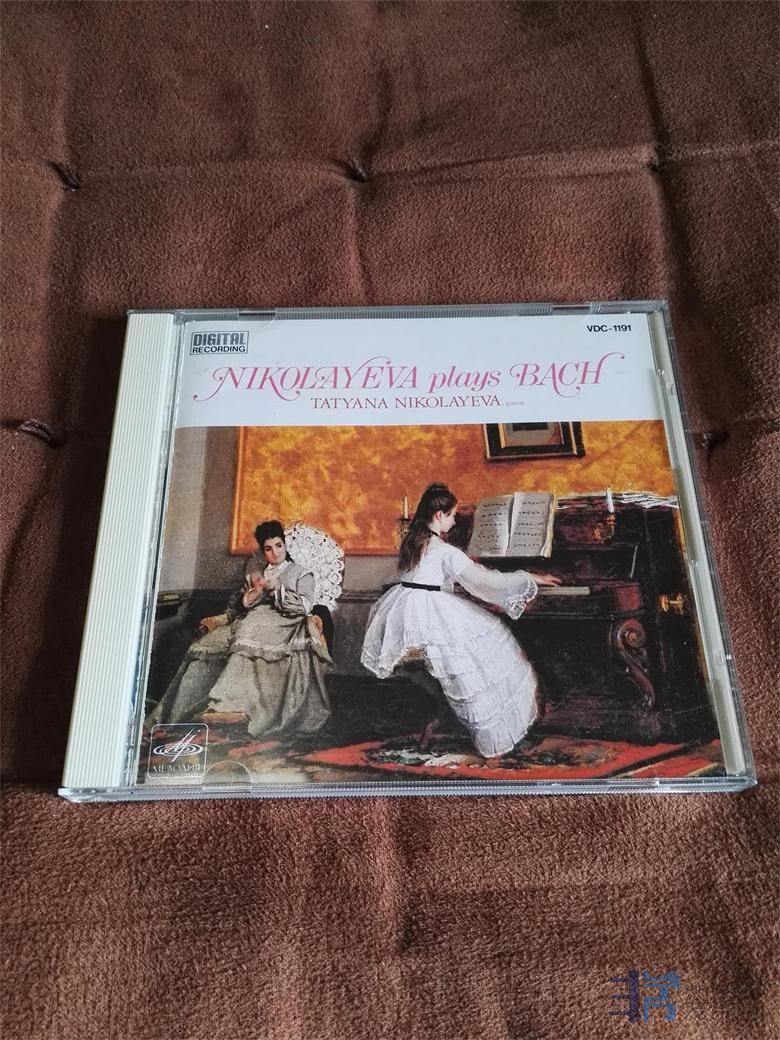 DIGITAL
RECORDING
VDC-1191
NIKOLAYEVA plays BACH
TATYANA NIKOLAYEVA, piano
МЕЛОДИЯ